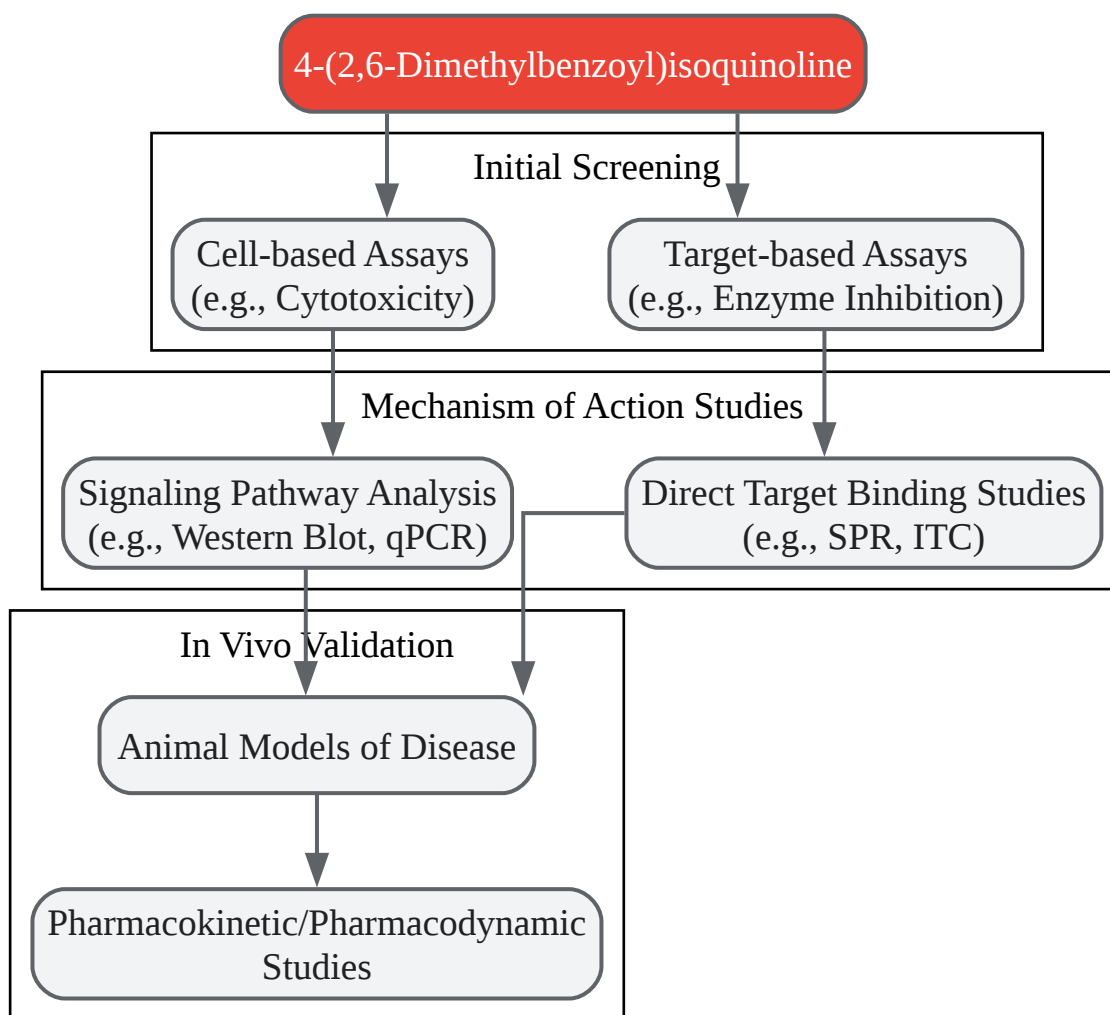 4-(2,6-Dimethylbenzoyl)isoquinoline
Initial Screening
Cell-based Assays
(e.g., Cytotoxicity)
Target-based Assays
(e.g., Enzyme Inhibition)
Mechanism of Action Studies
Signaling Pathway Analysis
(e.g., Western Blot, qPCR)
Direct Target Binding Studies
(e.g., SPR, ITC)
In Vivo Validation
Animal Models of Disease
Pharmacokinetic/Pharmacodynamic
Studies